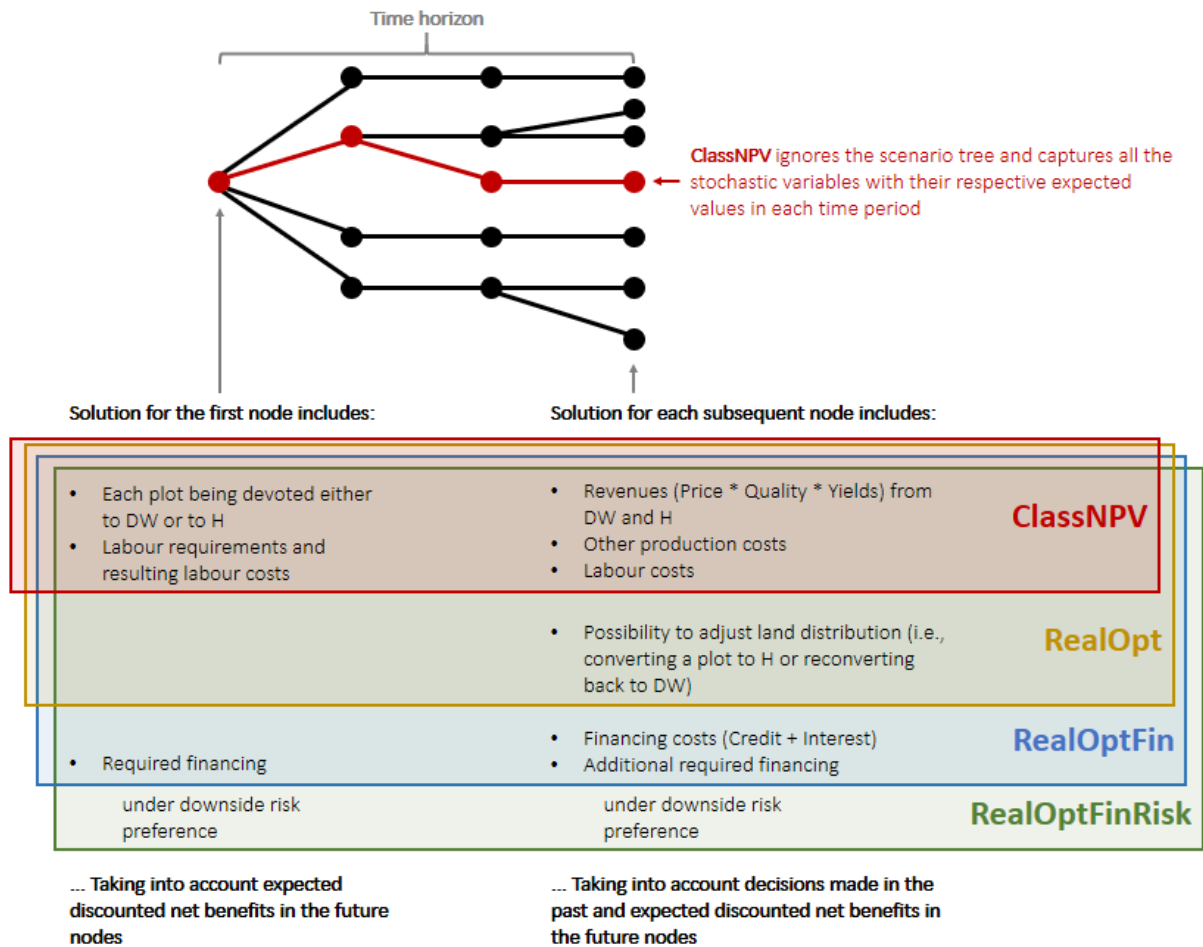 Time horizon
ClassNPV ignores the scenario tree and captures all the
stochastic variables with their respective expected
values in each time period
Solution for the first node includes:
Solution for each subsequent node includes:
• Each plot being devoted either
to DW or to H
• Labour requirements and
resulting labour costs
• Revenues (Price * Quality * Yields) from
DW and H
• Other production costs
• Labour costs
ClassNPV
• Possibility to adjust land distribution (i.e.,
converting a plot to H or reconverting
back to DW)
RealOpt
• Required financing
• Financing costs (Credit + Interest)
• Additional required financing
RealOptFin
under downside risk
preference
under downside risk
preference
RealOptFinRisk
... Taking into account expected
discounted net benefits in the future
nodes
... Taking into account decisions made in the
past and expected discounted net benefits in
the future nodes